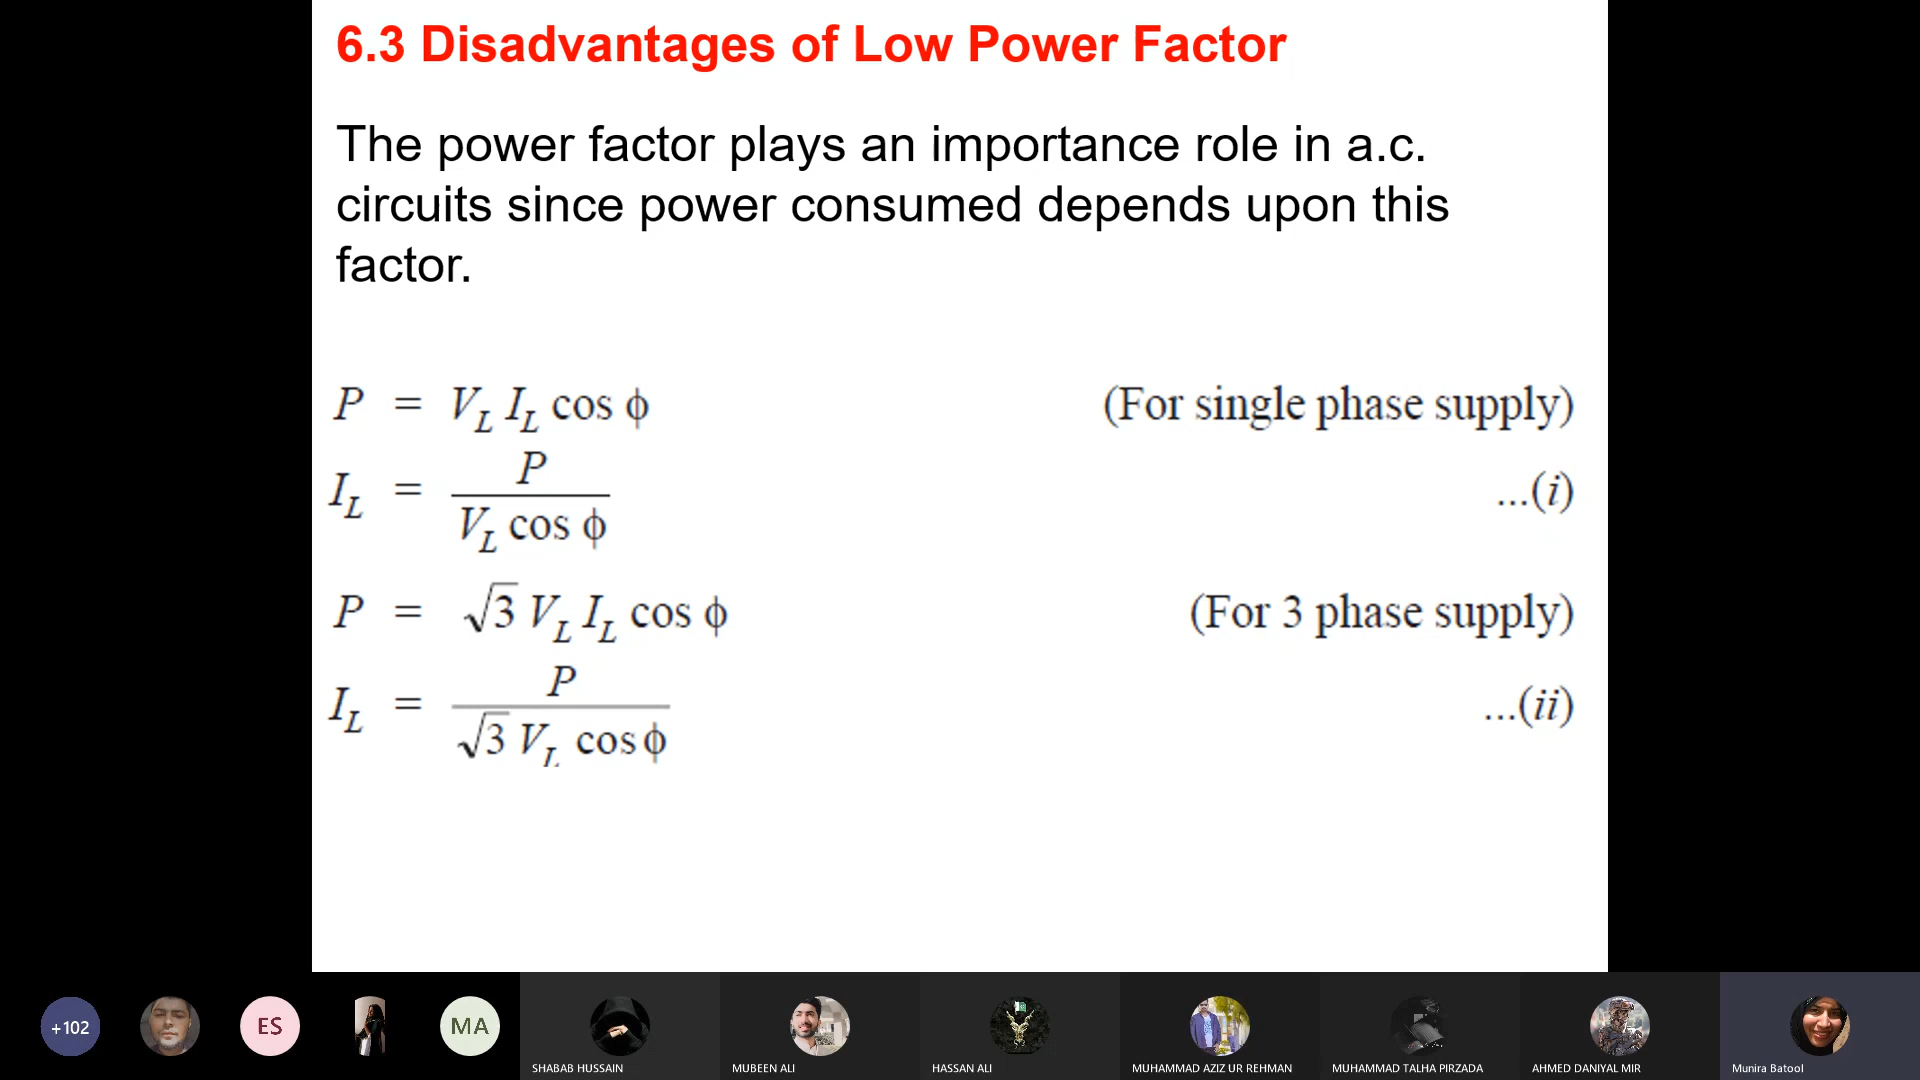 6.3 Disadvantages of Low Power Factor
The power factor plays an importance role in a.c.
circuits since power consumed depends upon this
factor.
P = V_L I_L cos ϕ (For single phase supply)
I_L = P / V_L cos ϕ ...(i)
P = √3 V_L I_L cos ϕ (For 3 phase supply)
I_L = P / √3 V_L cos ϕ ...(ii)
+102 ES MA
SHABAB HUSSAIN MUBEEN ALI HASSAN ALI MUHAMMAD AZIZ UR REHMAN MUHAMMAD TALHA PIRZADA AHMED DANIYAL MIR Munira Batool